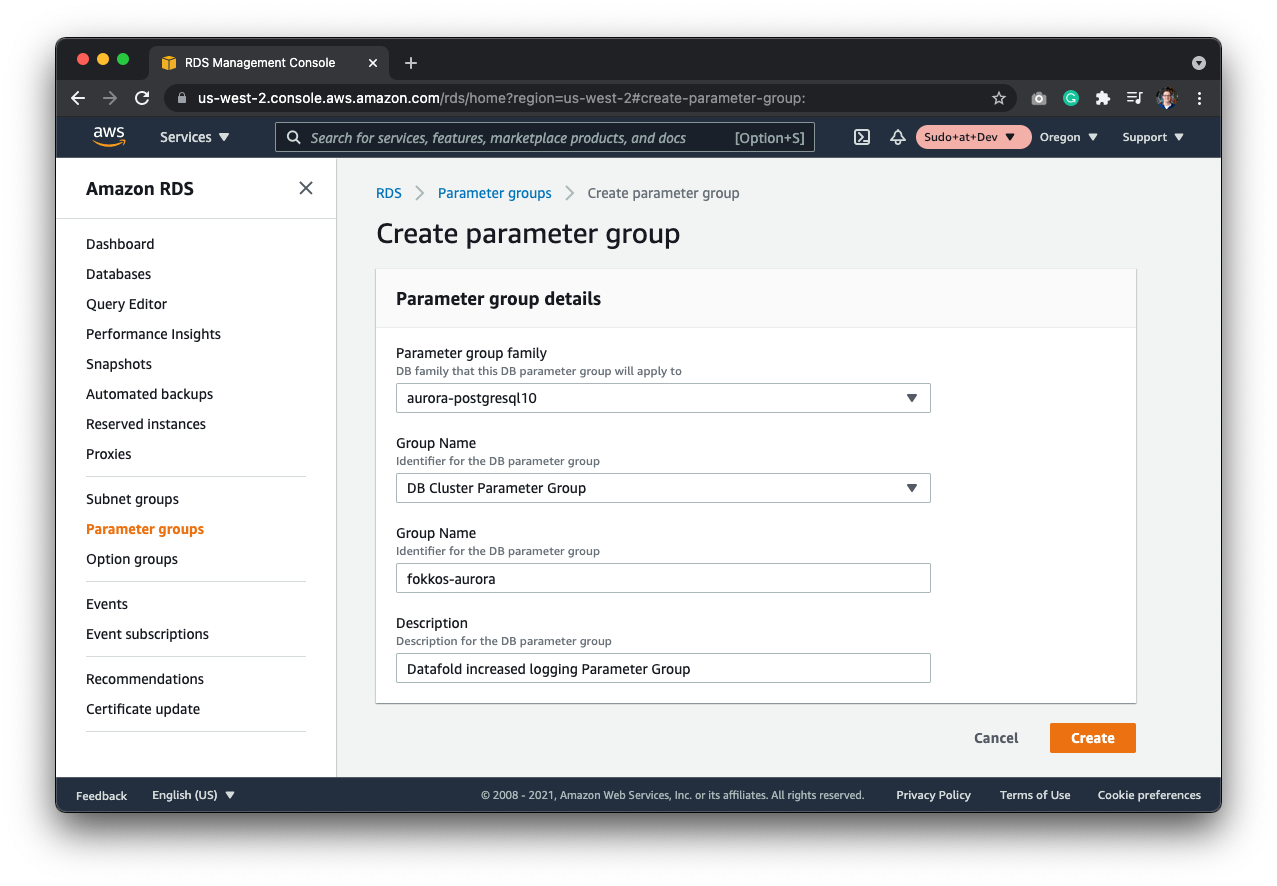 RDS Management Console
us-west-2.console.aws.amazon.com/rds/home?region=us-west-2#create-parameter-group:
aws Services Search for services, features, marketplace products, and docs [Option+S] Sudo+at+Dev Oregon Support
Amazon RDS
Dashboard
Databases
Query Editor
Performance Insights
Snapshots
Automated backups
Reserved instances
Proxies
Subnet groups
Parameter groups
Option groups
Events
Event subscriptions
Recommendations
Certificate update
RDS Parameter groups Create parameter group
Create parameter group
Parameter group details
Parameter group family
DB family that this DB parameter group will apply to
aurora-postgresql10
Group Name
Identifier for the DB parameter group
DB Cluster Parameter Group
Group Name
Identifier for the DB parameter group
fokkos-aurora
Description
Description for the DB parameter group
Datafold increased logging Parameter Group
Cancel Create
Feedback English (US) © 2008 - 2021, Amazon Web Services, Inc. or its affiliates. All rights reserved. Privacy Policy Terms of Use Cookie preferences